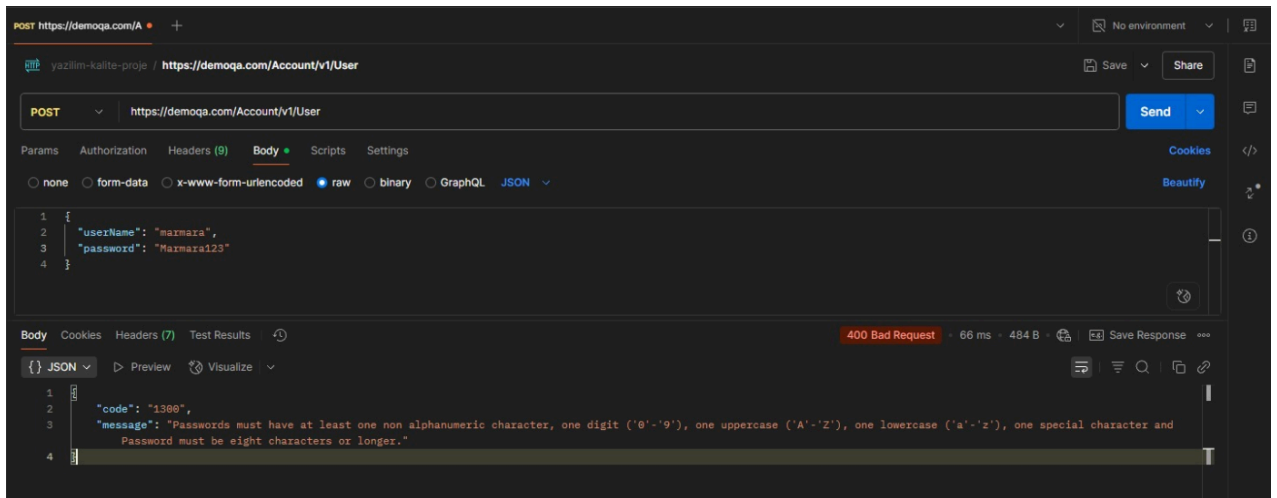 POST https://demoqa.com/A
No environment
yazilim-kalite-proje / https://demoqa.com/Account/v1/User
Save
Share
POST
https://demoqa.com/Account/v1/User
Send
Params Authorization Headers (9) Body Scripts Settings
Cookies
none form-data x-www-form-urlencoded raw binary GraphQL JSON
Beautify
1 {
2 "userName": "marmara",
3 "password": "Marmara123"
4 }
Body Cookies Headers (7) Test Results
400 Bad Request 66 ms 484 B e.g. Save Response
{} JSON Preview Visualize
1 {
2 "code": "1300",
3 "message": "Passwords must have at least one non alphanumeric character, one digit ('0'-'9'), one uppercase ('A'-'Z'), one lowercase ('a'-'z'), one special character and
Password must be eight characters or longer."
4 }